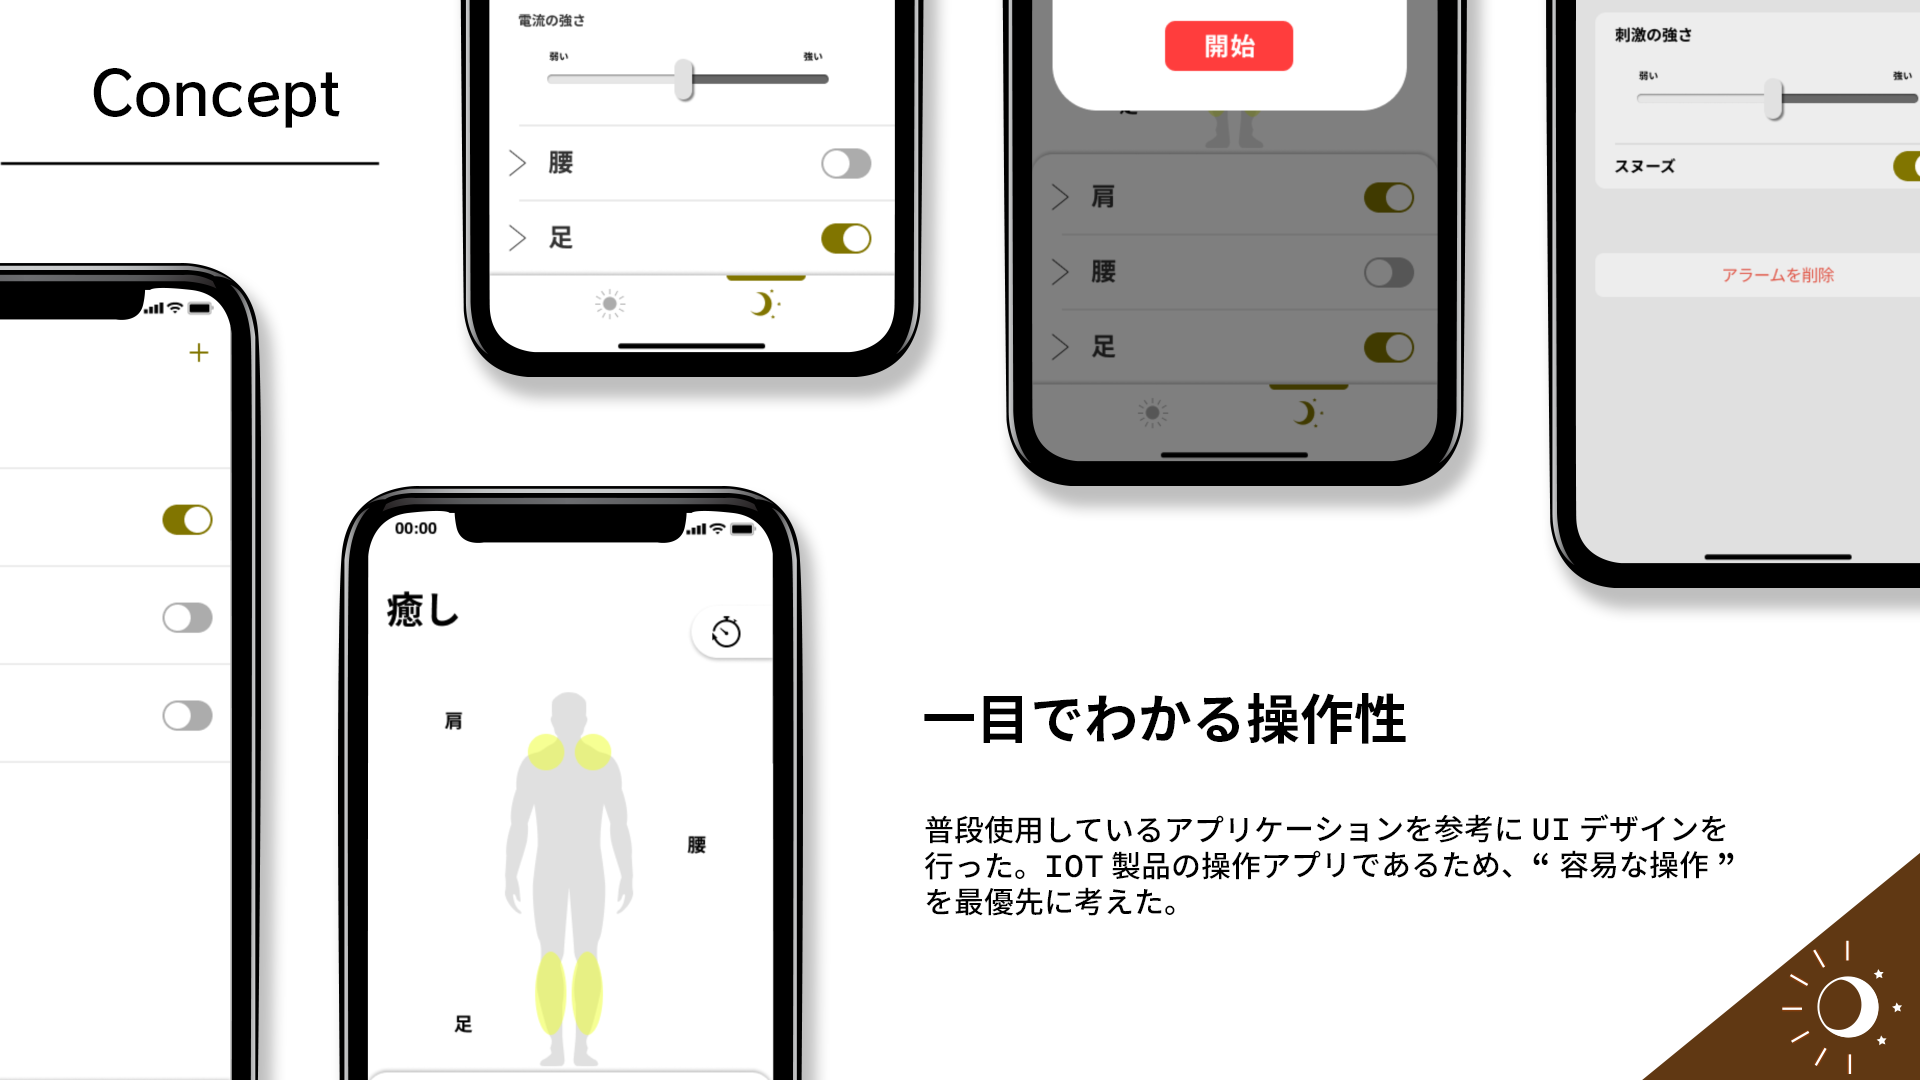 Concept
電流の強さ
弱い 強い
腰
足
開始
足
肩
腰
足
刺激の強さ
弱い 強い
スヌーズ
アラームを削除
00:00
癒し
肩
腰
足
一目でわかる操作性
普段使用しているアプリケーションを参考に UI デザインを
行った。IOT 製品の操作アプリであるため、“ 容易な操作 ”
を最優先に考えた。